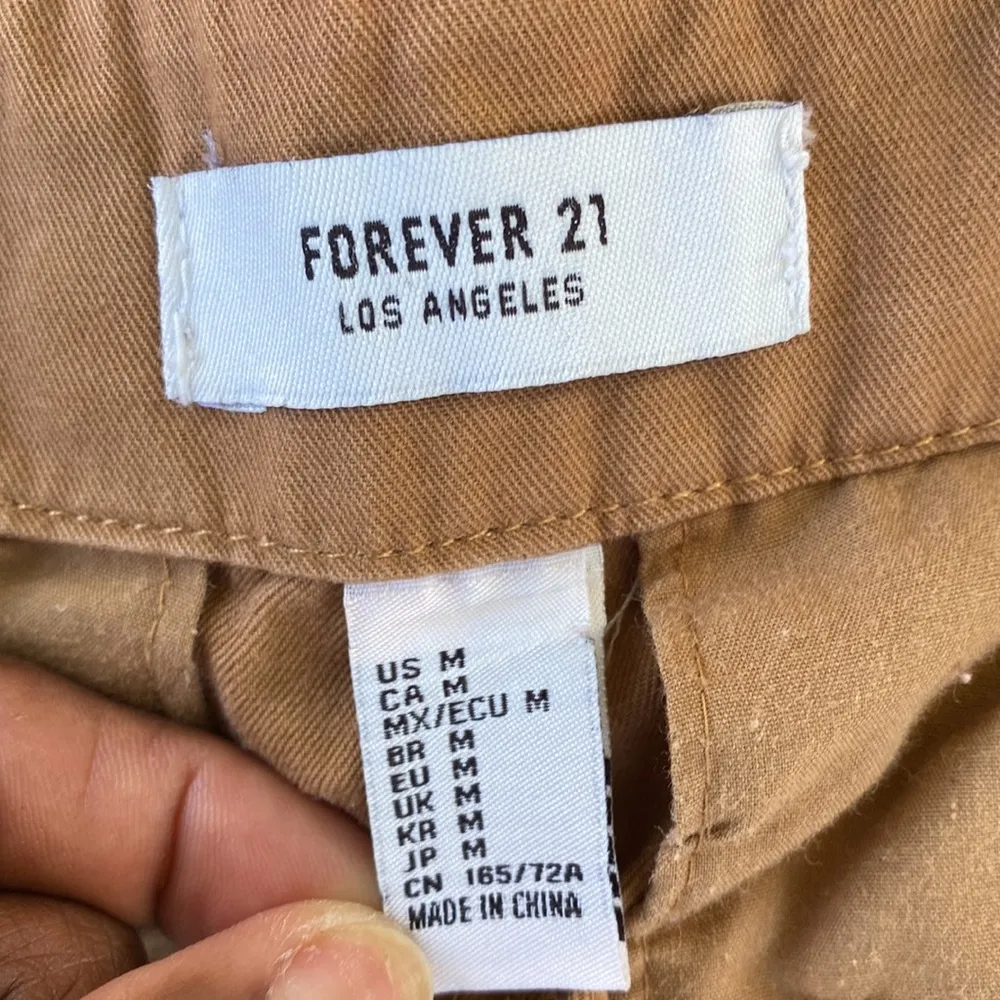 FOREVER 21
LOS ANGELES
US M
CA M
MX/ECU M
BR M
EU M
UK M
KR M
JP M
CN 165/72A
MADE IN CHINA